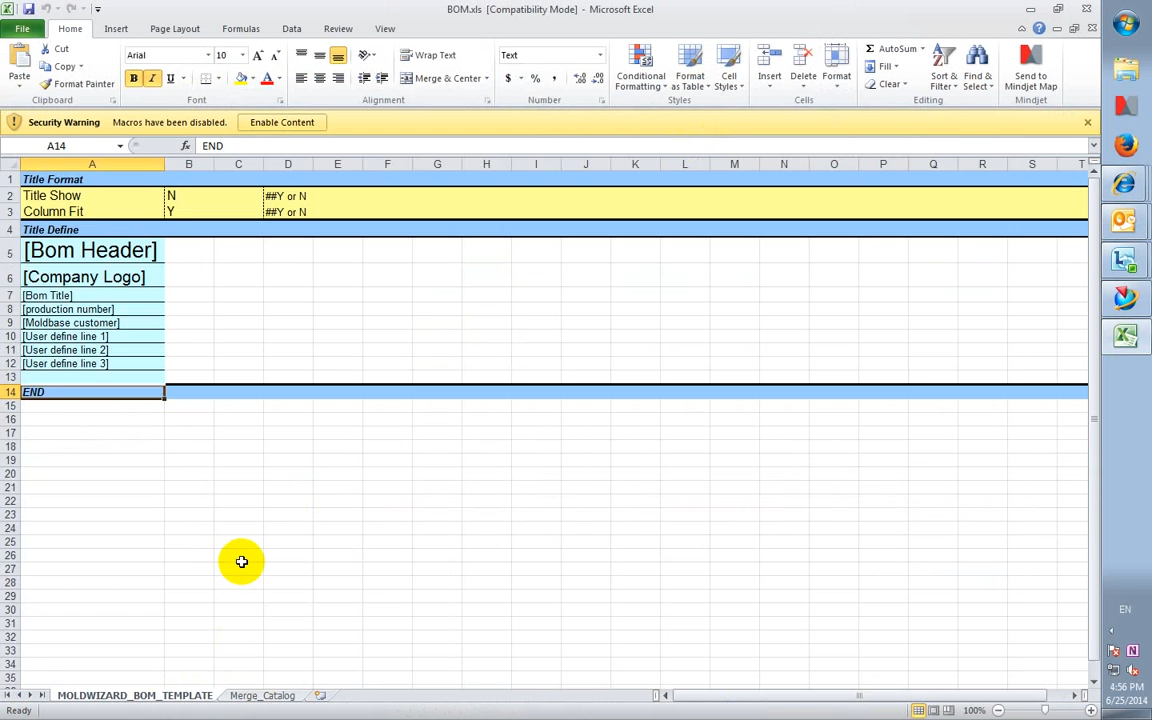 BOM.xls [Compatibility Mode] - Microsoft Excel
File Home Insert Page Layout Formulas Data Review View
Paste
Cut
Copy
Format Painter
Clipboard
Arial 10
B I U A
Font
Wrap Text
Merge & Center
Alignment
Text
$ % ,
Number
Conditional Formatting
Format as Table
Cell Styles
Styles
Insert Delete Format
Cells
Σ AutoSum
Fill
Clear
Sort & Filter
Find & Select
Editing
Send to Mindjet Map
Mindjet
Security Warning Macros have been disabled. Enable Content
A14 fx END
A B C D E F G H I J K L M N O P Q R S T
1 Title Format
2 Title Show N ##Y or N
3 Column Fit Y ##Y or N
4 Title Define
5 [Bom Header]
6 [Company Logo]
7 [Bom Title]
8 [production number]
9 [Moldbase customer]
10 [User define line 1]
11 [User define line 2]
12 [User define line 3]
13
14 END
15
16
17
18
19
20
21
22
23
24
25
26
27
28
29
30
31
32
33
34
35
MOLDWIZARD_BOM_TEMPLATE Merge_Catalog
Ready 100%
EN
4:56 PM
6/25/2014